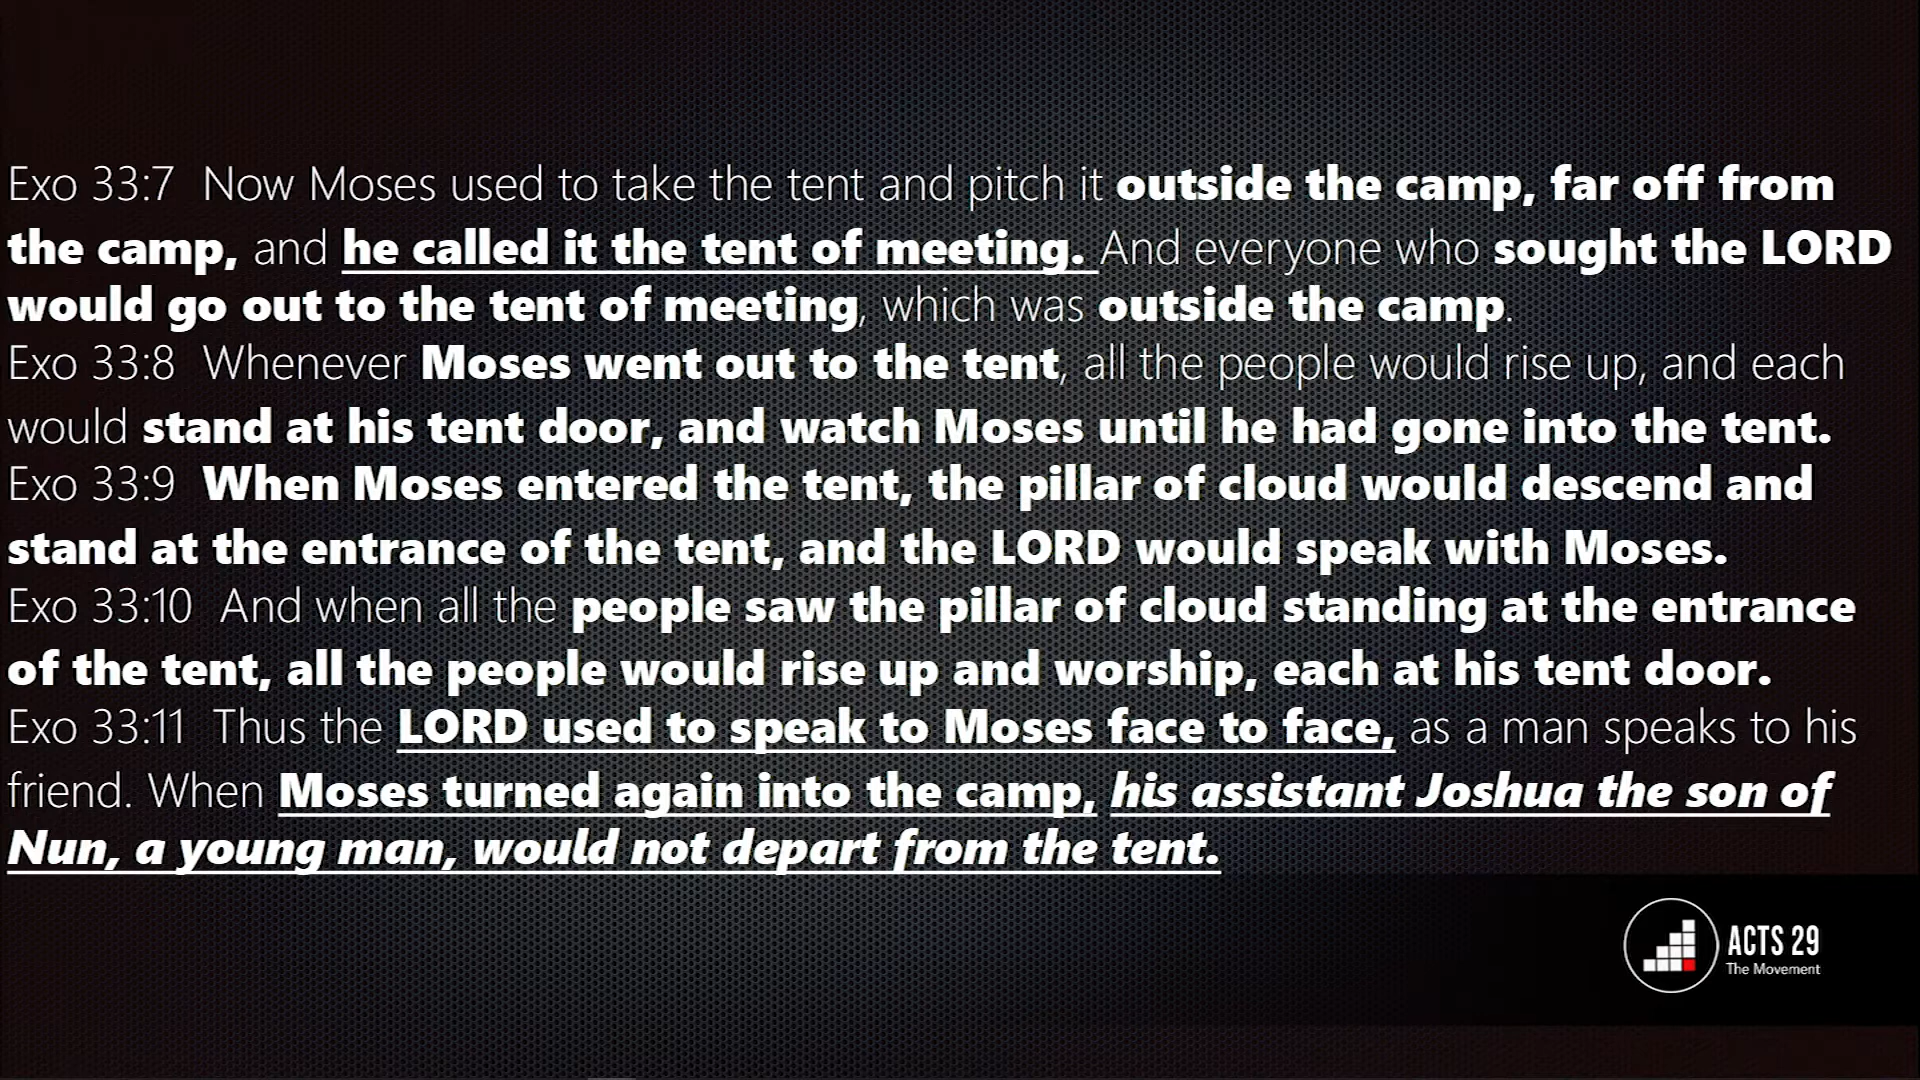 Exo 33:7  Now Moses used to take the tent and pitch it outside the camp, far off from
the camp, and he called it the tent of meeting. And everyone who sought the LORD
would go out to the tent of meeting, which was outside the camp.
Exo 33:8  Whenever Moses went out to the tent, all the people would rise up, and each
would stand at his tent door, and watch Moses until he had gone into the tent.
Exo 33:9  When Moses entered the tent, the pillar of cloud would descend and
stand at the entrance of the tent, and the LORD would speak with Moses.
Exo 33:10  And when all the people saw the pillar of cloud standing at the entrance
of the tent, all the people would rise up and worship, each at his tent door.
Exo 33:11  Thus the LORD used to speak to Moses face to face, as a man speaks to his
friend. When Moses turned again into the camp, his assistant Joshua the son of
Nun, a young man, would not depart from the tent.
ACTS 29
The Movement